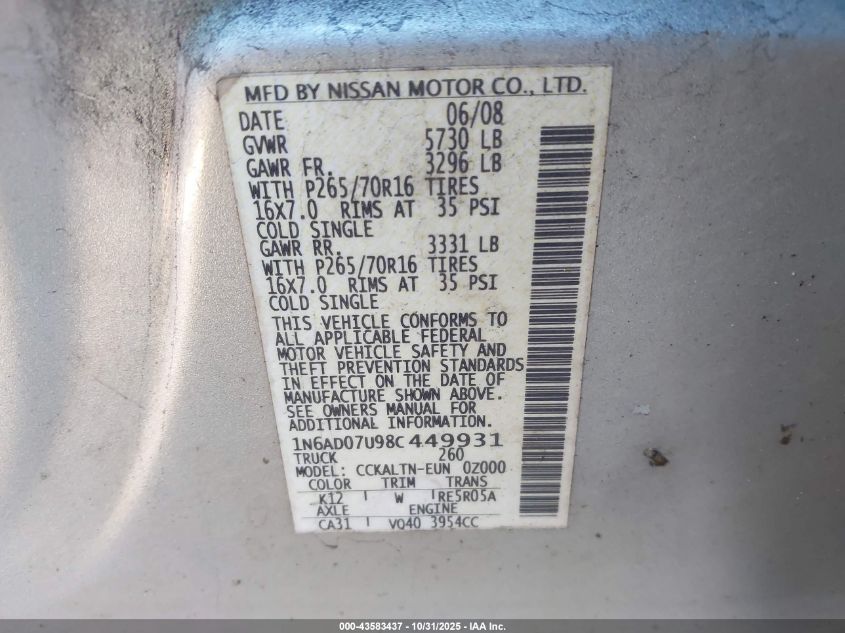 MFD BY NISSAN MOTOR CO., LTD.
DATE 06/08
GVWR 5730 LB
GAWR FR. 3296 LB
WITH P265/70R16 TIRES
16X7.0 RIMS AT 35 PSI
COLD SINGLE
GAWR RR. 3331 LB
WITH P265/70R16 TIRES
16X7.0 RIMS AT 35 PSI
COLD SINGLE
THIS VEHICLE CONFORMS TO
ALL APPLICABLE FEDERAL
MOTOR VEHICLE SAFETY AND
THEFT PREVENTION STANDARDS
IN EFFECT ON THE DATE OF
MANUFACTURE SHOWN ABOVE.
SEE OWNERS MANUAL FOR
ADDITIONAL INFORMATION.
1N6AD07U98C449931
TRUCK 260
MODEL: CCKALTN-EUN 0Z000
COLOR TRIM TRANS
K12 W RE5R05A
AXLE ENGINE
CA31 VQ40 3954CC
000-43583437 - 10/31/2025 - IAA Inc.